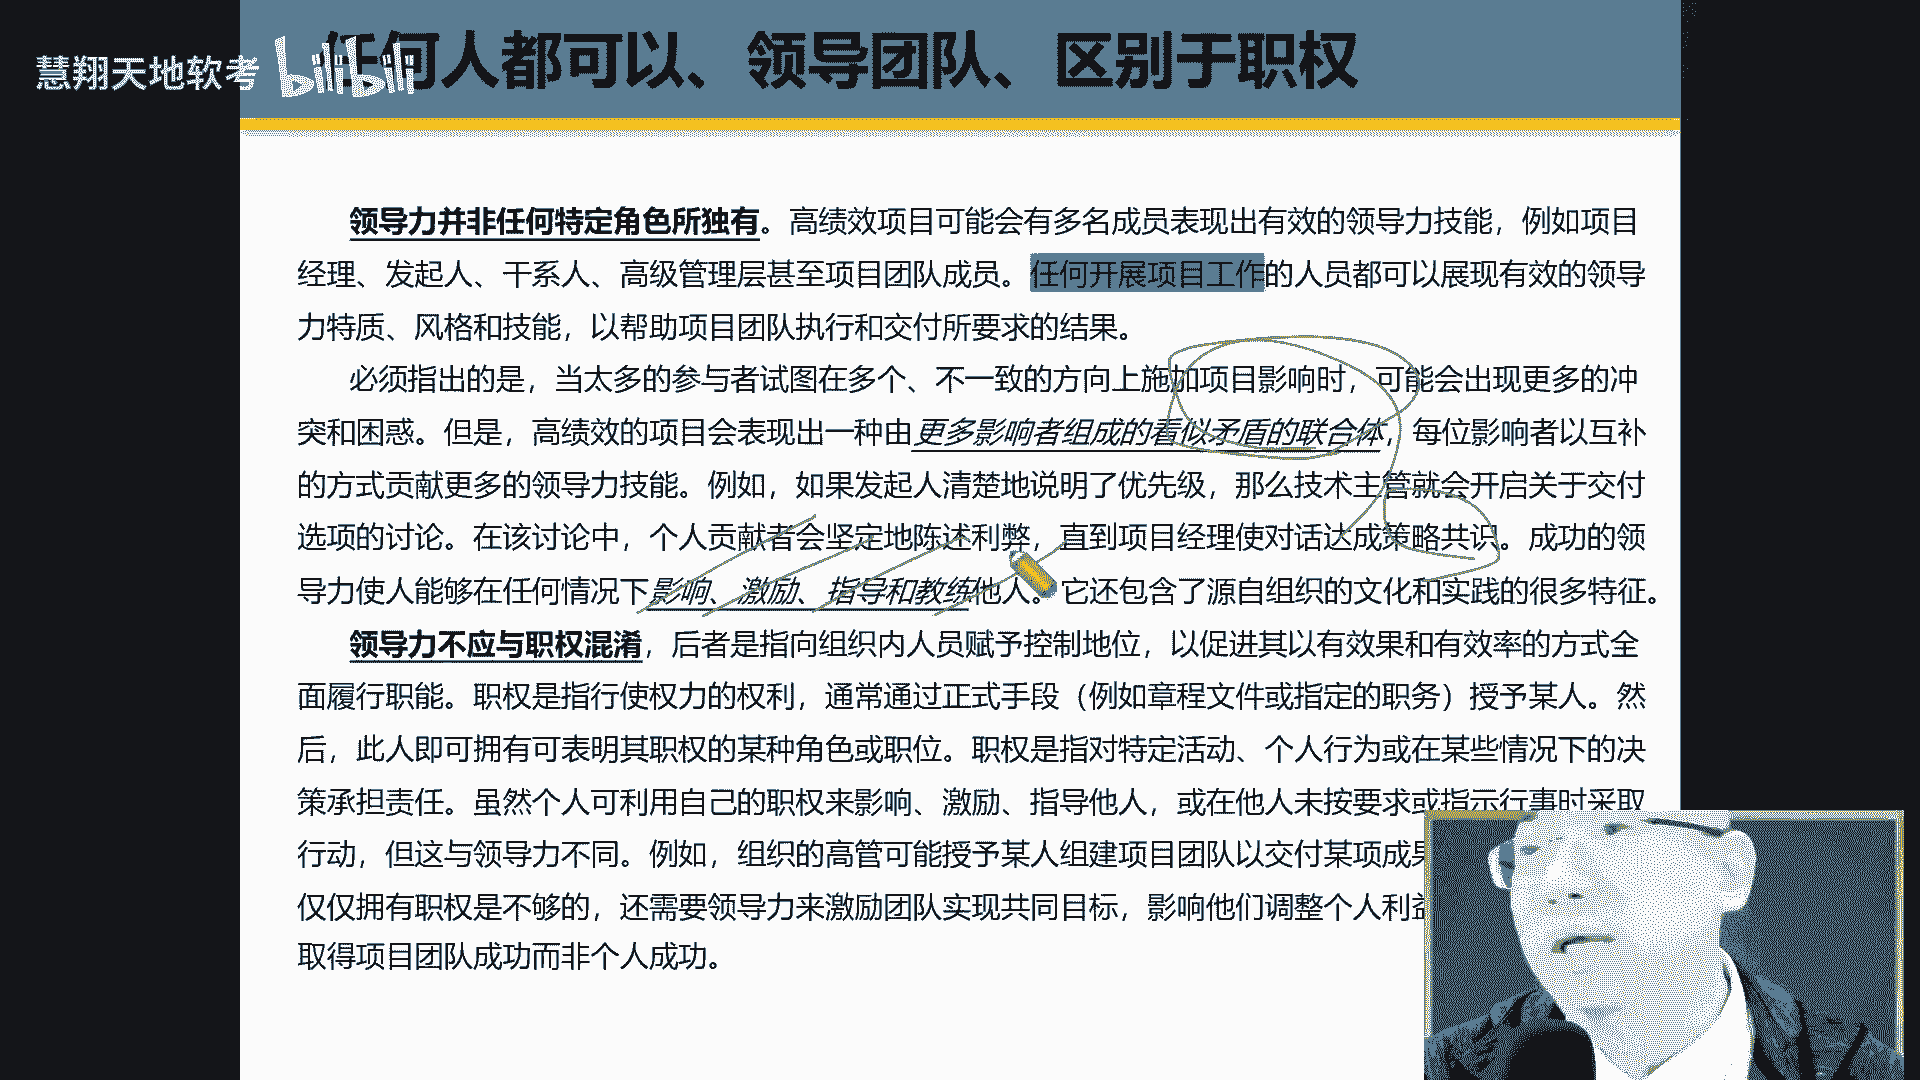 慧翔天地软考
bilibili
任何人都可以、领导团队、区别于职权
领导力并非任何特定角色所独有。高绩效项目可能会有多名成员表现出有效的领导力技能，例如项目
经理、发起人、干系人、高级管理层甚至项目团队成员。任何开展项目工作的人员都可以展现有效的领导
力特质、风格和技能，以帮助项目团队执行和交付所要求的结果。
必须指出的是，当太多的参与者试图在多个、不一致的方向上施加项目影响时，可能会出现更多的冲
突和困惑。但是，高绩效的项目会表现出一种由更多影响者组成的看似矛盾的联合体，每位影响者以互补
的方式贡献更多的领导力技能。例如，如果发起人清楚地说明了优先级，那么技术主管就会开启关于交付
选项的讨论。在该讨论中，个人贡献者会坚定地陈述利弊，直到项目经理使对话达成策略共识。成功的领
导力使人能够在任何情况下影响、激励、指导和教练他人。它还包含了源自组织的文化和实践的很多特征。
领导力不应与职权混淆，后者是指向组织内人员赋予控制地位，以促进其以有效果和有效率的方式全
面履行职能。职权是指行使权力的权利，通常通过正式手段（例如章程文件或指定的职务）授予某人。然
后，此人即可拥有可表明其职权的某种角色或职位。职权是指对特定活动、个人行为或在某些情况下的决
策承担责任。虽然个人可利用自己的职权来影响、激励、指导他人，或在他人未按要求或指示行事时采取
行动，但这与领导力不同。例如，组织的高管可能授予某人组建项目团队以交付某项成
仅仅拥有职权是不够的，还需要领导力来激励团队实现共同目标，影响他们调整个人利
取得项目团队成功而非个人成功。